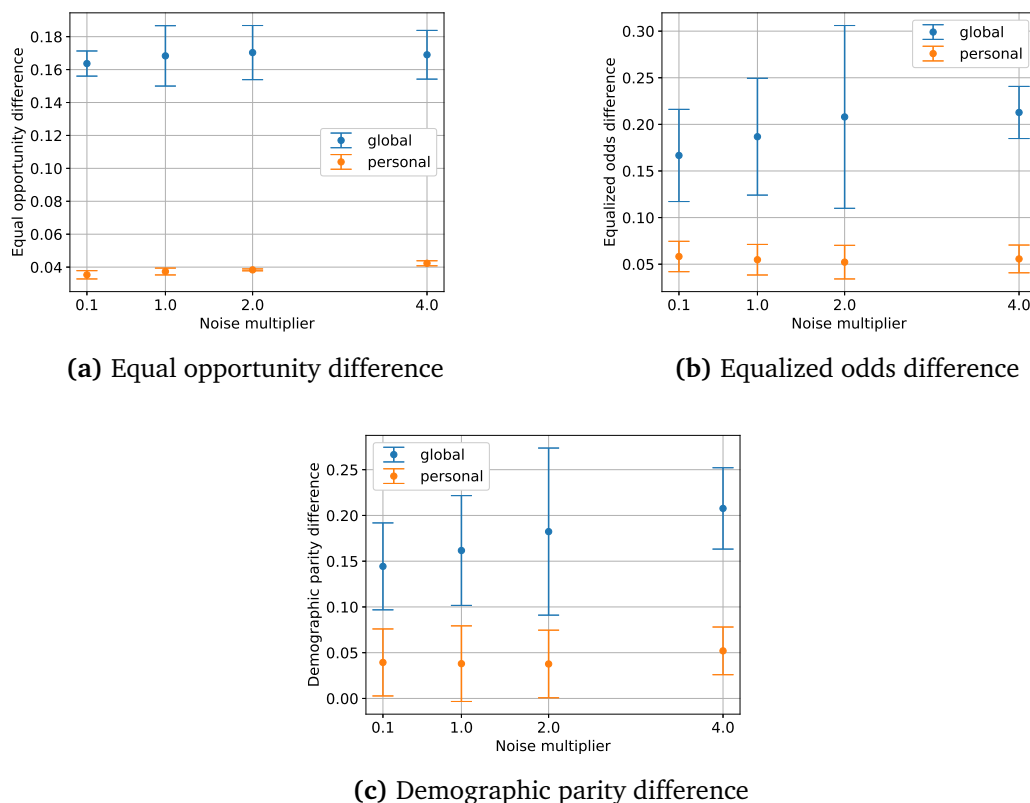 0.18
0.16
0.14
0.12
0.10
0.08
0.06
0.04
Equal opportunity difference
global
personal
0.1 1.0 2.0 4.0
Noise multiplier
(a) Equal opportunity difference
0.30
0.25
0.20
0.15
0.10
0.05
Equalized odds difference
global
personal
0.1 1.0 2.0 4.0
Noise multiplier
(b) Equalized odds difference
0.25
0.20
0.15
0.10
0.05
0.00
Demographic parity difference
global
personal
0.1 1.0 2.0 4.0
Noise multiplier
(c) Demographic parity difference